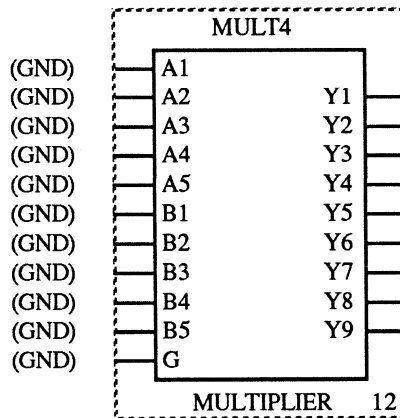 MULT4
(GND) A1
(GND) A2 Y1
(GND) A3 Y2
(GND) A4 Y3
(GND) A5 Y4
(GND) B1 Y5
(GND) B2 Y6
(GND) B3 Y7
(GND) B4 Y8
(GND) B5 Y9
(GND) G
MULTIPLIER 12